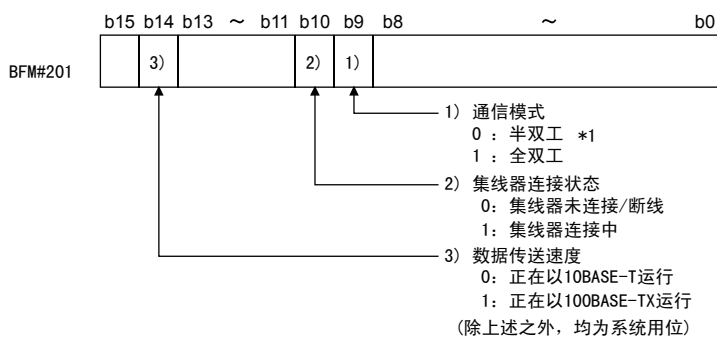 b15 b14 b13 ～ b11 b10 b9 b8 ～ b0
BFM#201
3)
2)
1)
1) 通信模式
0 : 半双工 *1
1 : 全双工
2) 集线器连接状态
0: 集线器未连接/断线
1: 集线器连接中
3) 数据传送速度
0: 正在以10BASE-T运行
1: 正在以100BASE-TX运行
(除上述之外，均为系统用位)